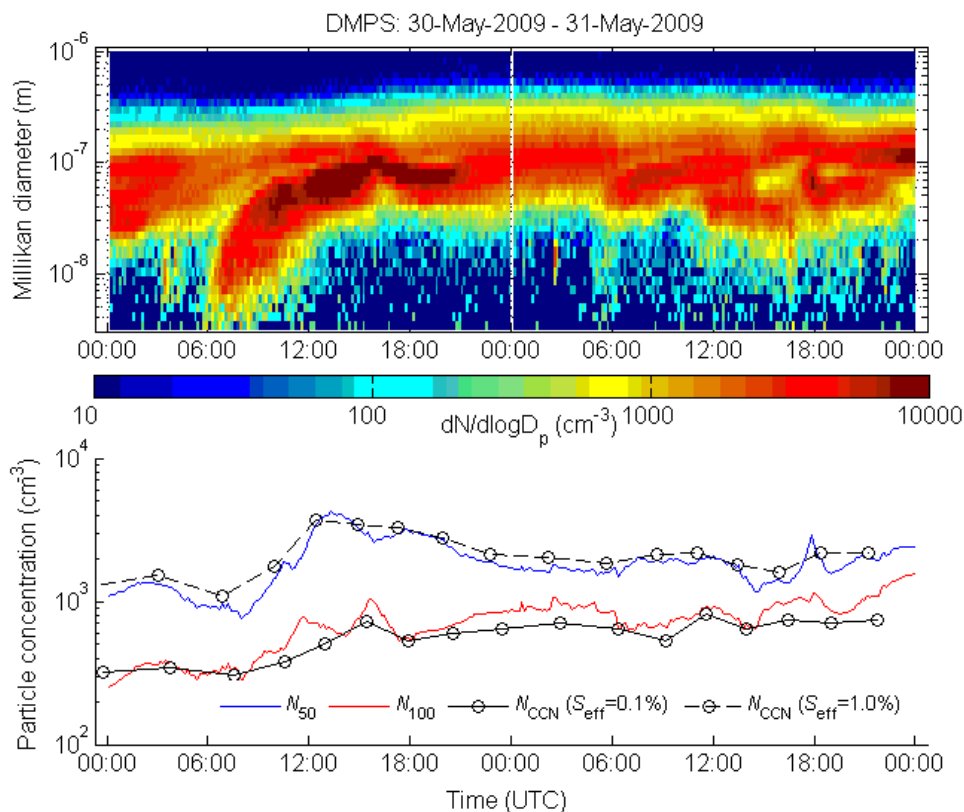 DMPS: 30-May-2009 - 31-May-2009
Millikan diameter (m)
10^-6
10^-7
10^-8
00:00 06:00 12:00 18:00 00:00 06:00 12:00 18:00 00:00
10 100 1000 10000
dN/dlogD_p (cm^-3)
Particle concentration (cm^-3)
10^4
10^3
10^2
N_50 N_100 N_CCN (S_eff=0.1%) N_CCN (S_eff=1.0%)
00:00 06:00 12:00 18:00 00:00 06:00 12:00 18:00 00:00
Time (UTC)